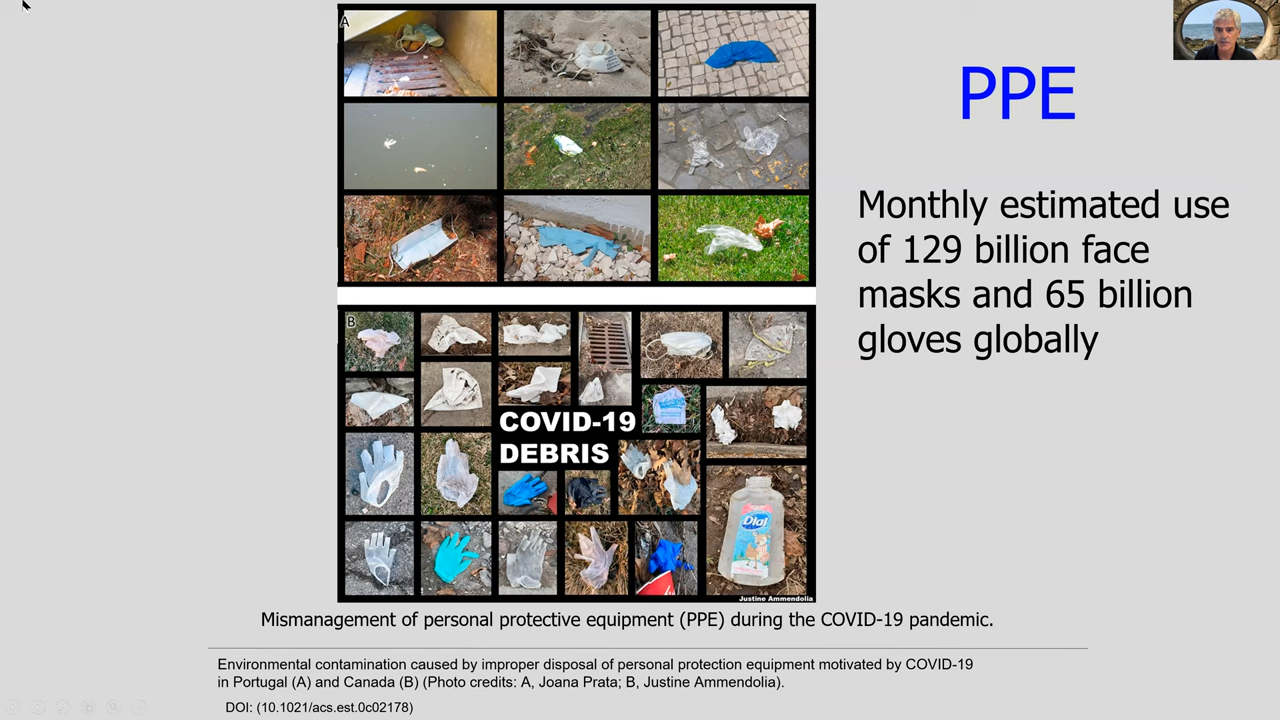 A
PPE
Monthly estimated use
of 129 billion face
masks and 65 billion
gloves globally
B
COVID-19
DEBRIS
Dial
Justine Ammendolia
Mismanagement of personal protective equipment (PPE) during the COVID-19 pandemic.
Environmental contamination caused by improper disposal of personal protection equipment motivated by COVID-19
in Portugal (A) and Canada (B) (Photo credits: A, Joana Prata; B, Justine Ammendolia).
DOI: (10.1021/acs.est.0c02178)